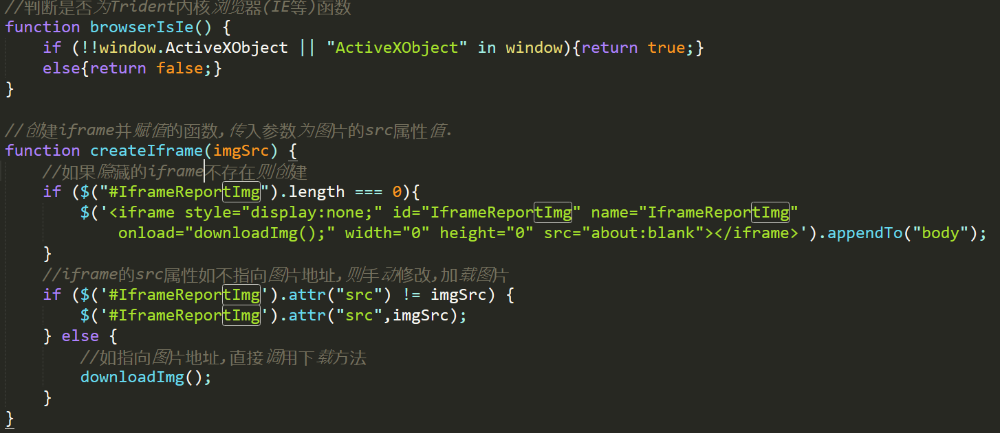 //判断是否为Trident内核浏览器(IE等)函数
function browserIsIe() {
    if (!!window.ActiveXObject || "ActiveXObject" in window){return true;}
    else{return false;}
}
//创建iframe并赋值的函数,传入参数为图片的src属性值.
function createIframe(imgSrc) {
    //如果隐藏的iframe不存在则创建
    if ($("#IframeReportImg").length === 0){
        $('<iframe style="display:none;" id="IframeReportImg" name="IframeReportImg"
            onload="downloadImg();" width="0" height="0" src="about:blank"></iframe>').appendTo("body");
    }
    //iframe的src属性如不指向图片地址,则手动修改,加载图片
    if ($('#IframeReportImg').attr("src") != imgSrc) {
        $('#IframeReportImg').attr("src",imgSrc);
    } else {
        //如指向图片地址,直接调用下载方法
        downloadImg();
    }
}